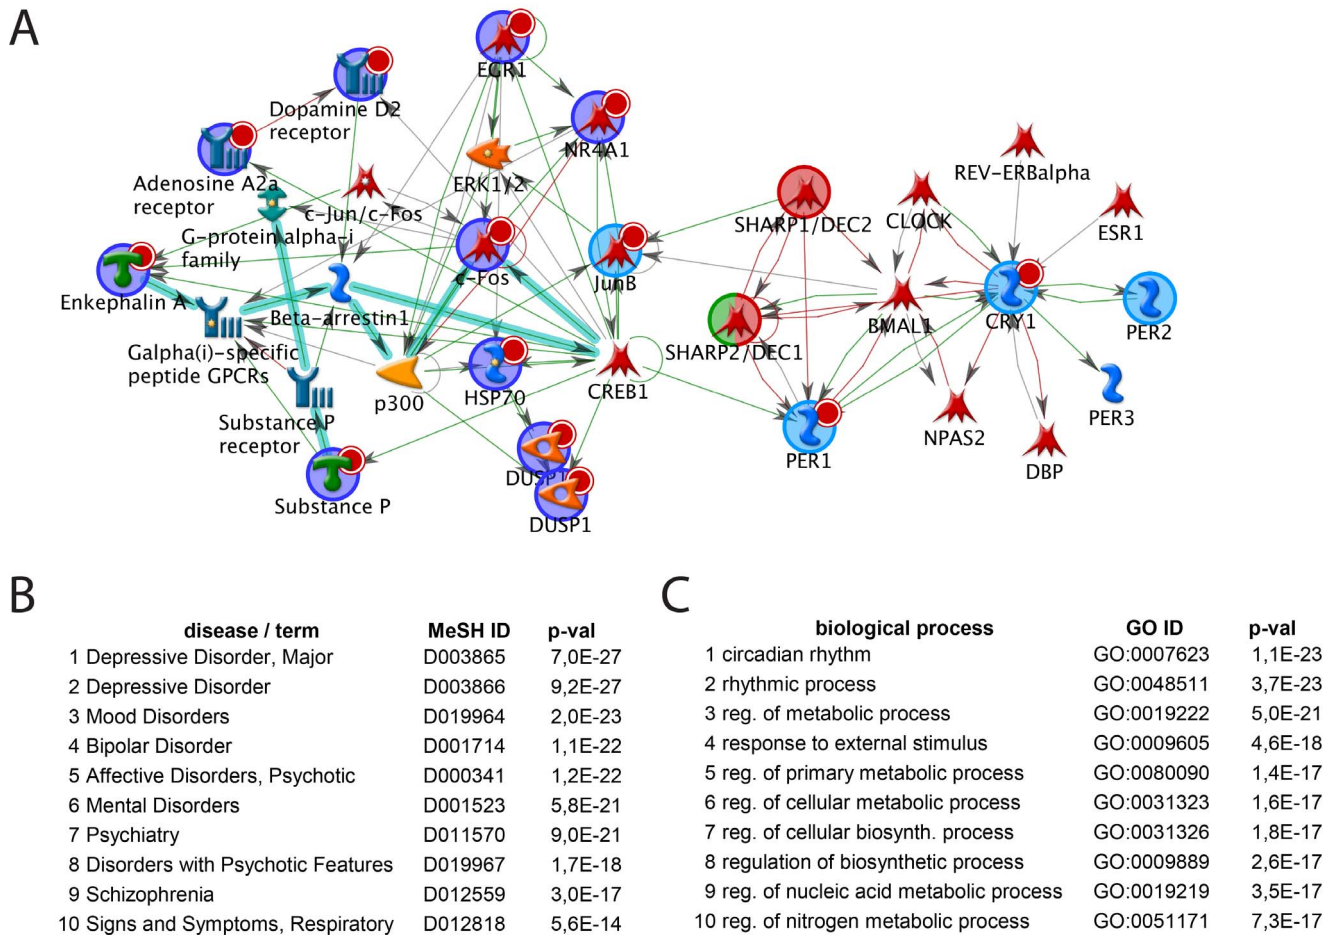 A
EGR1
Dopamine D2
receptor
NR4A1
Adenosine A2a
receptor
ERK1/2
c-Jun/c-Fos
G-protein alpha-i
family
REV-ERBalpha
SHARP1/DEC2
CLOCK
ESR1
c-Fos
JunB
Enkephalin A
Beta-arrestin1
BMAL1
CRY1
PER2
Galpha(i)-specific
peptide GPCRs
SHARP2/DEC1
p300
HSP70
CREB1
PER3
Substance P
receptor
NPAS2
PER1
DBP
DUSP1
Substance P
DUSP1
B
disease / term MeSH ID p-val
1 Depressive Disorder, Major D003865 7,0E-27
2 Depressive Disorder D003866 9,2E-27
3 Mood Disorders D019964 2,0E-23
4 Bipolar Disorder D001714 1,1E-22
5 Affective Disorders, Psychotic D000341 1,2E-22
6 Mental Disorders D001523 5,8E-21
7 Psychiatry D011570 9,0E-21
8 Disorders with Psychotic Features D019967 1,7E-18
9 Schizophrenia D012559 3,0E-17
10 Signs and Symptoms, Respiratory D012818 5,6E-14
C
biological process GO ID p-val
1 circadian rhythm GO:0007623 1,1E-23
2 rhythmic process GO:0048511 3,7E-23
3 reg. of metabolic process GO:0019222 5,0E-21
4 response to external stimulus GO:0009605 4,6E-18
5 reg. of primary metabolic process GO:0080090 1,4E-17
6 reg. of cellular metabolic process GO:0031323 1,6E-17
7 reg. of cellular biosynth. process GO:0031326 1,8E-17
8 regulation of biosynthetic process GO:0009889 2,6E-17
9 reg. of nucleic acid metabolic process GO:0019219 3,5E-17
10 reg. of nitrogen metabolic process GO:0051171 7,3E-17